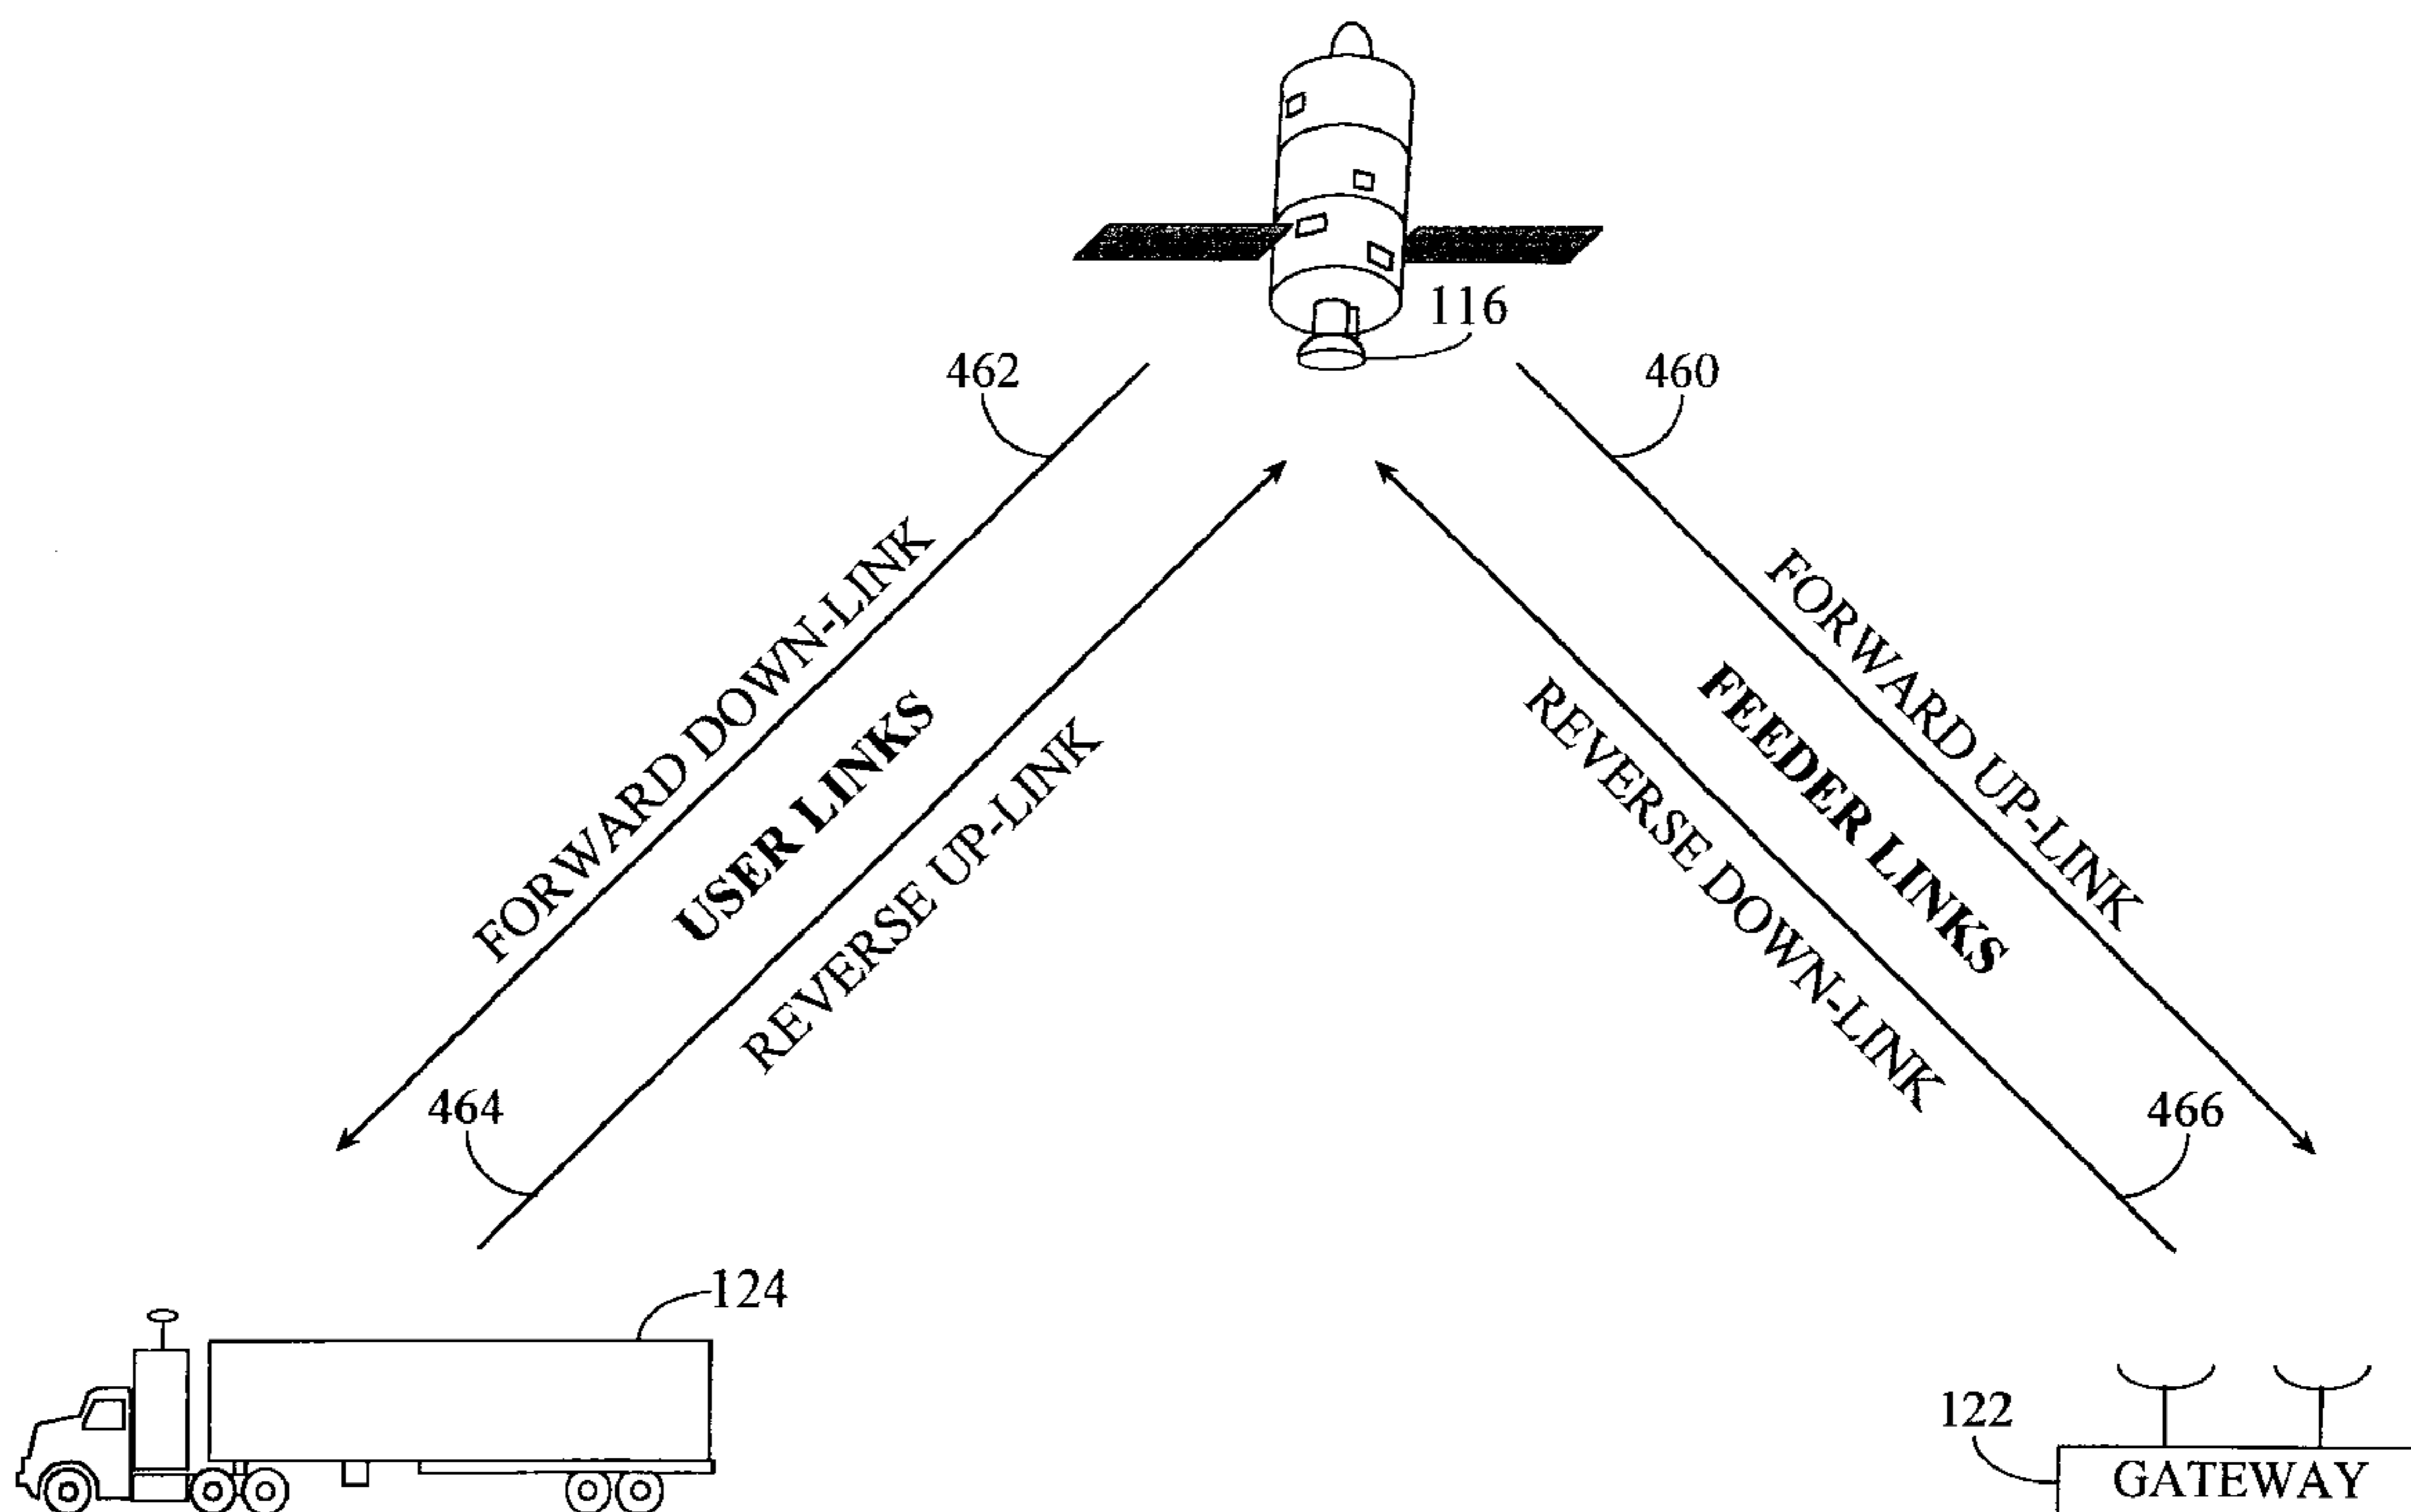 116
462
460
FORWARD DOWN-LINK
USER LINKS
REVERSE UP-LINK
FORWARD UP-LINK
FEEDER LINKS
REVERSE DOWN-LINK
464
466
124
122
GATEWAY